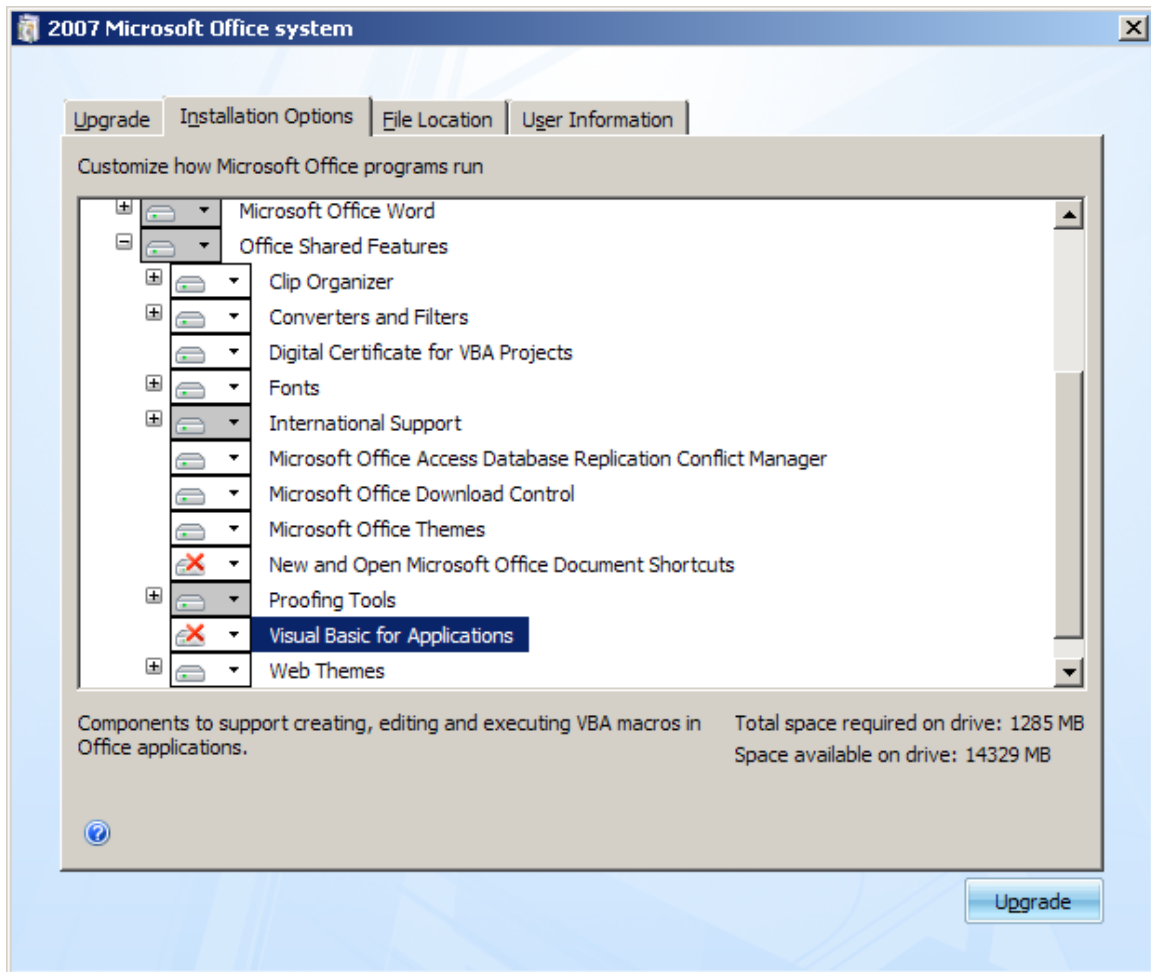 2007 Microsoft Office system
Upgrade
Installation Options
File Location
User Information
Customize how Microsoft Office programs run
Microsoft Office Word
Office Shared Features
Clip Organizer
Converters and Filters
Digital Certificate for VBA Projects
Fonts
International Support
Microsoft Office Access Database Replication Conflict Manager
Microsoft Office Download Control
Microsoft Office Themes
New and Open Microsoft Office Document Shortcuts
Proofing Tools
Visual Basic for Applications
Web Themes
Components to support creating, editing and executing VBA macros in
Office applications.
Total space required on drive: 1285 MB
Space available on drive: 14329 MB
Upgrade